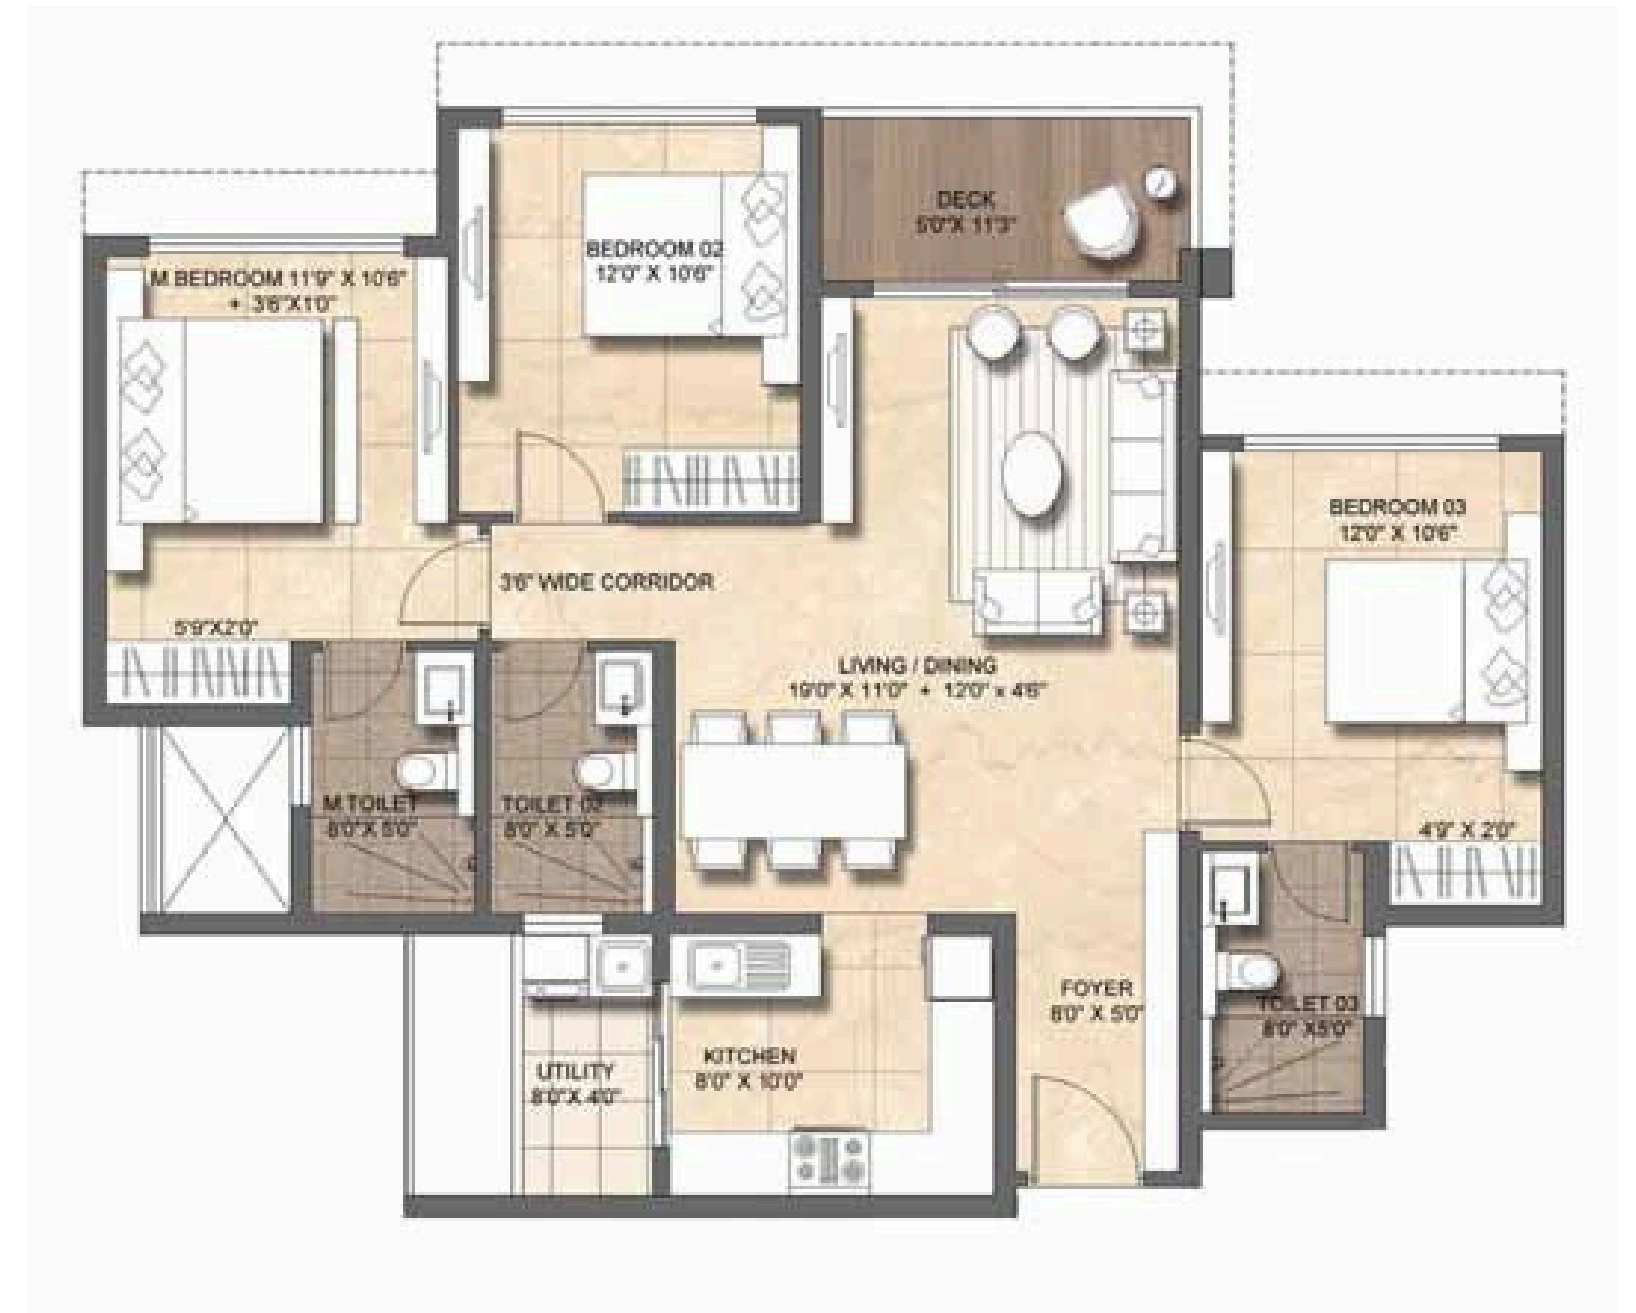 DECK
5'0"X 11'3"
BEDROOM 02
12'0" X 10'6"
M.BEDROOM 11'9" X 10'6"
+ 3'6"X1'0"
BEDROOM 03
12'0" X 10'6"
3'6" WIDE CORRIDOR
5'9"X2'0"
LIVING / DINING
19'0" X 11'0" + 12'0" x 4'6"
M.TOILET
8'0"X 5'0"
TOILET 02
8'0" X 5'0"
4'9" X 2'0"
FOYER
8'0" X 5'0"
TOILET 03
8'0" X5'0"
KITCHEN
8'0" X 10'0"
UTILITY
8'0"X 4'0"